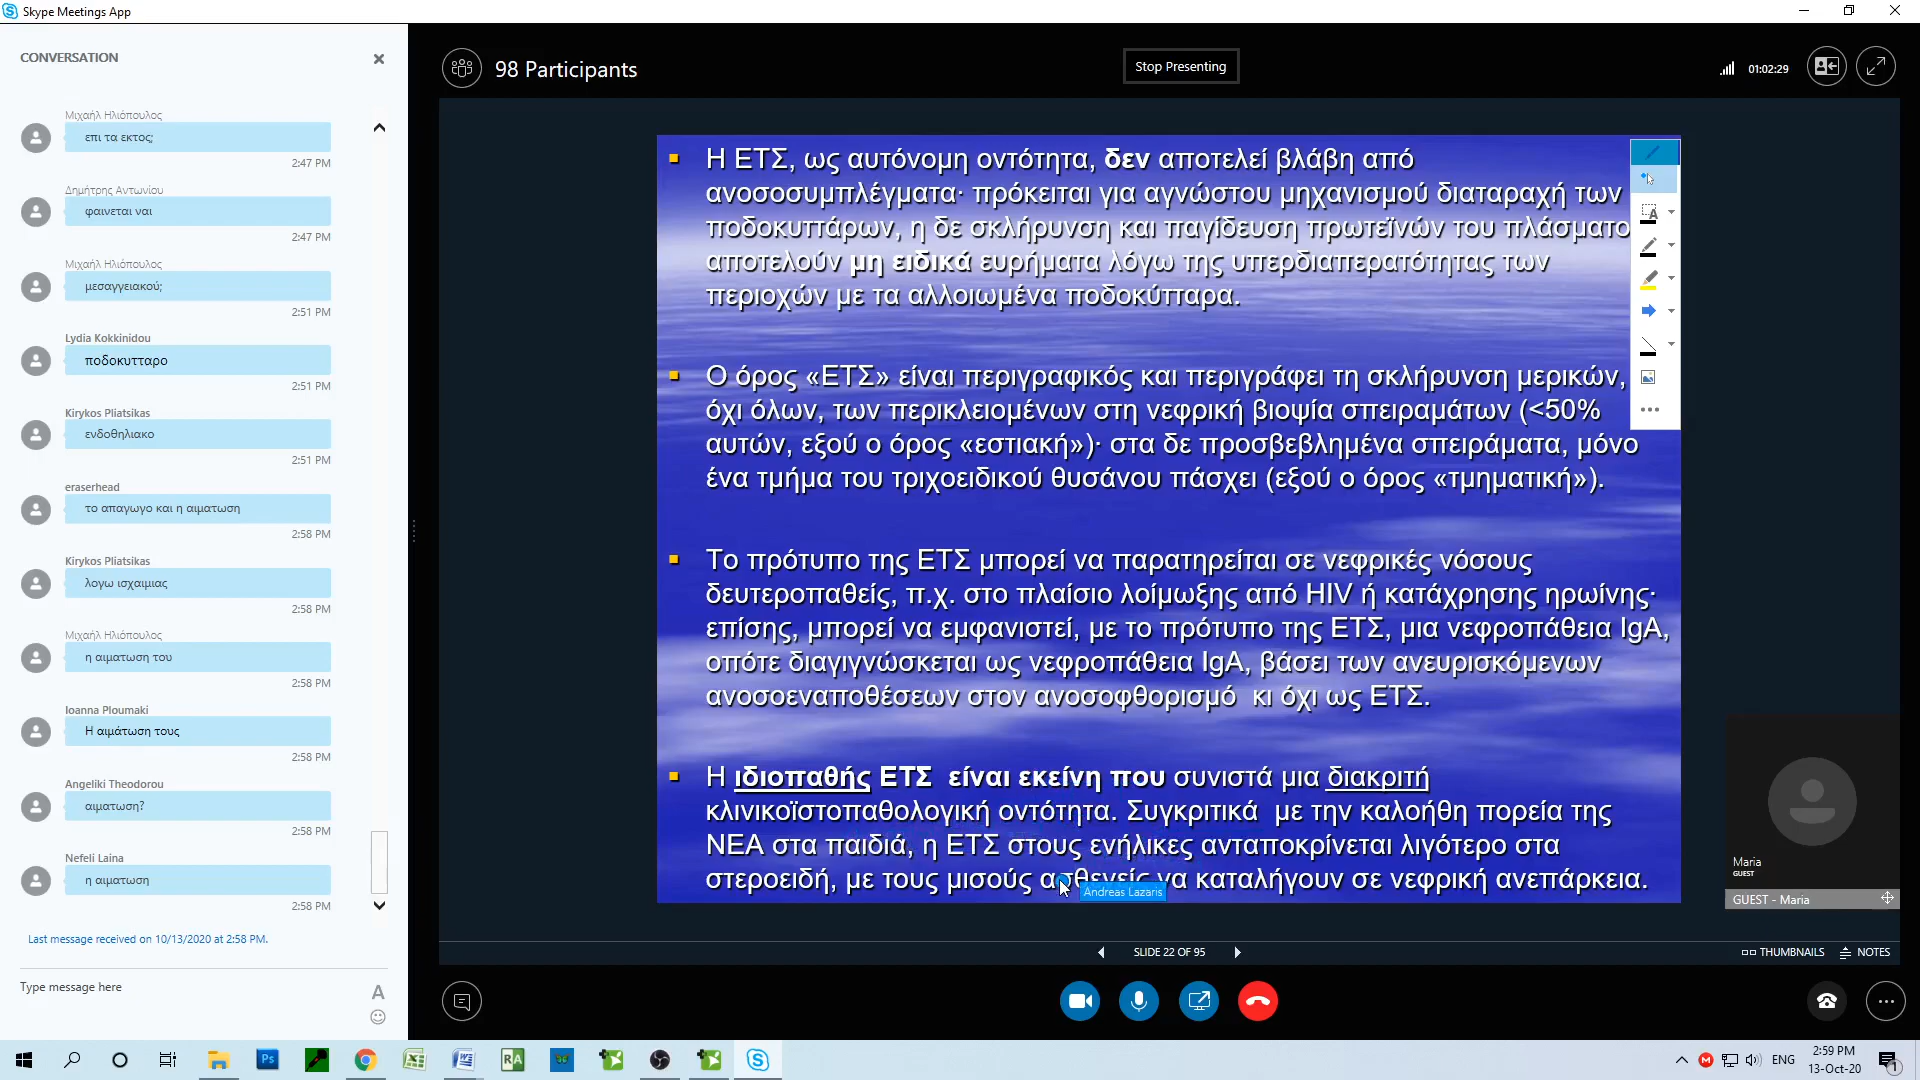 Skype Meetings App
CONVERSATION
Μιχαήλ Ηλιόπουλος
επι τα εκτος;
2:47 PM
Δημήτρης Αντωνίου
φαινεται ναι
2:47 PM
Μιχαήλ Ηλιόπουλος
μεσαγγειακού;
2:51 PM
Lydia Kokkinidou
ποδοκυτταρο
2:51 PM
Kirykos Pliatsikas
ενδοθηλιακο
2:51 PM
eraserhead
το απαγωγο και η αιματωση
2:58 PM
Kirykos Pliatsikas
λογω ισχαιμιας
2:58 PM
Μιχαήλ Ηλιόπουλος
η αιματωση του
2:58 PM
Ioanna Ploumaki
Η αιμάτωση τους
2:58 PM
Angeliki Theodorou
αιματωση?
2:58 PM
Nefeli Laina
η αιματωση
2:58 PM
Last message received on 10/13/2020 at 2:58 PM.
Type message here
98 Participants
Stop Presenting
01:02:29
Η ΕΤΣ, ως αυτόνομη οντότητα, δεν αποτελεί βλάβη από
ανοσοσυμπλέγματα· πρόκειται για αγνώστου μηχανισμού διαταραχή των
ποδοκυττάρων, η δε σκλήρυνση και παγίδευση πρωτεϊνών του πλάσματο
αποτελούν μη ειδικά ευρήματα λόγω της υπερδιαπερατότητας των
περιοχών με τα αλλοιωμένα ποδοκύτταρα.
Ο όρος «ΕΤΣ» είναι περιγραφικός και περιγράφει τη σκλήρυνση μερικών,
όχι όλων, των περικλειομένων στη νεφρική βιοψία σπειραμάτων (<50%
αυτών, εξού ο όρος «εστιακή»)· στα δε προσβεβλημένα σπειράματα, μόνο
ένα τμήμα του τριχοειδικού θυσάνου πάσχει (εξού ο όρος «τμηματική»).
Το πρότυπο της ΕΤΣ μπορεί να παρατηρείται σε νεφρικές νόσους
δευτεροπαθείς, π.χ. στο πλαίσιο λοίμωξης από HIV ή κατάχρησης ηρωίνης·
επίσης, μπορεί να εμφανιστεί, με το πρότυπο της ΕΤΣ, μια νεφροπάθεια IgA,
οπότε διαγιγνώσκεται ως νεφροπάθεια IgA, βάσει των ανευρισκόμενων
ανοσοεναποθέσεων στον ανοσοφθορισμό κι όχι ως ΕΤΣ.
Η ιδιοπαθής ΕΤΣ είναι εκείνη που συνιστά μια διακριτή
κλινικοϊστοπαθολογική οντότητα. Συγκριτικά με την καλοήθη πορεία της
ΝΕΑ στα παιδιά, η ΕΤΣ στους ενήλικες ανταποκρίνεται λιγότερο στα
στεροειδή, με τους μισούς ασθενείς να καταλήγουν σε νεφρική ανεπάρκεια.
Andreas Lazaris
Maria
GUEST
GUEST - Maria
SLIDE 22 OF 95
THUMBNAILS
NOTES
ENG
2:59 PM
13-Oct-20